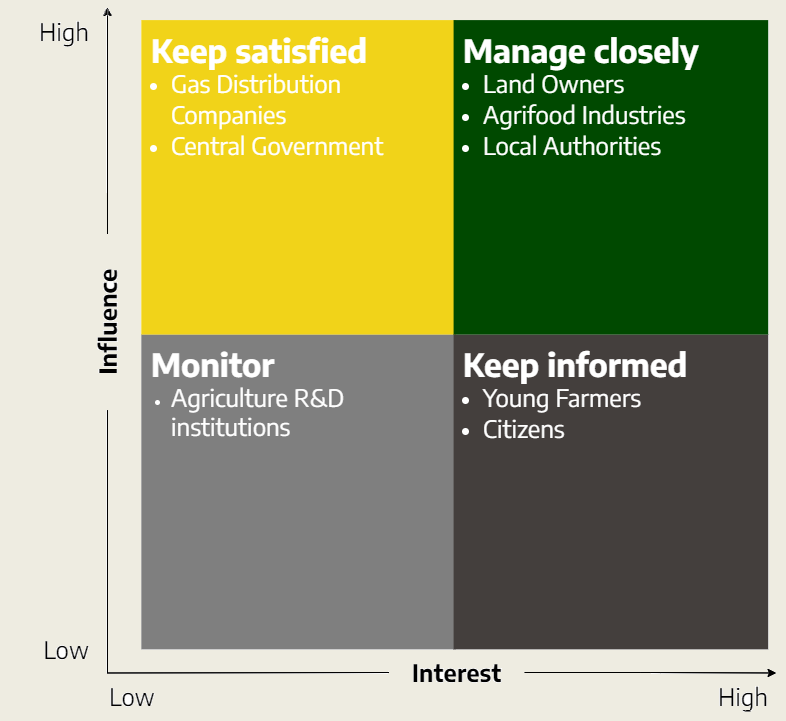 High
Keep satisfied
• Gas Distribution
Companies
• Central Government
Manage closely
• Land Owners
• Agrifood Industries
• Local Authorities
Influence
Monitor
• Agriculture R&D
institutions
Keep informed
• Young Farmers
• Citizens
Low
Interest
Low
High